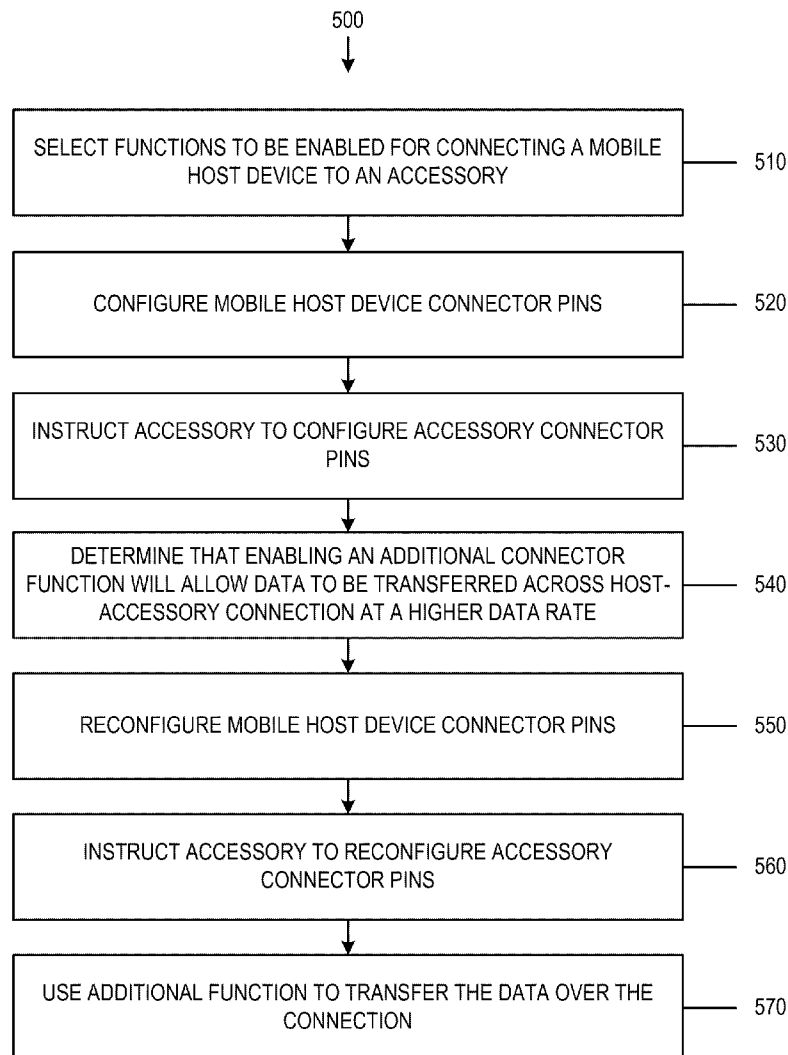 500
SELECT FUNCTIONS TO BE ENABLED FOR CONNECTING A MOBILE
HOST DEVICE TO AN ACCESSORY
510
CONFIGURE MOBILE HOST DEVICE CONNECTOR PINS
520
INSTRUCT ACCESSORY TO CONFIGURE ACCESSORY CONNECTOR
PINS
530
DETERMINE THAT ENABLING AN ADDITIONAL CONNECTOR
FUNCTION WILL ALLOW DATA TO BE TRANSFERRED ACROSS HOST-
ACCESSORY CONNECTION AT A HIGHER DATA RATE
540
RECONFIGURE MOBILE HOST DEVICE CONNECTOR PINS
550
INSTRUCT ACCESSORY TO RECONFIGURE ACCESSORY
CONNECTOR PINS
560
USE ADDITIONAL FUNCTION TO TRANSFER THE DATA OVER THE
CONNECTION
570